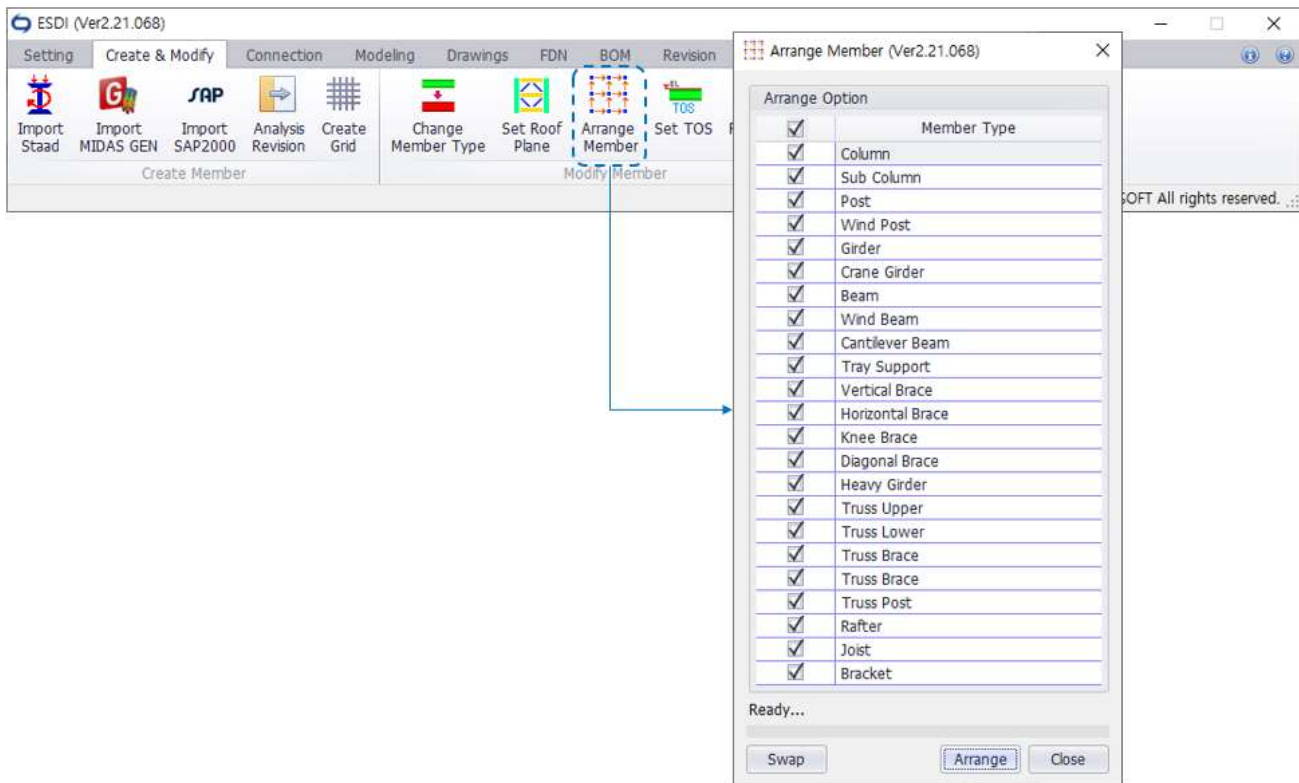 ESDI (Ver2.21.068)
Setting Create & Modify Connection Modeling Drawings FDN BOM Revision
Import Staad
Import MIDAS GEN
Import SAP2000
Analysis Revision
Create Grid
Change Member Type
Set Roof Plane
Arrange Member
TOS
Set TOS
Create Member
Modify Member
SOFT All rights reserved.
Arrange Member (Ver2.21.068)
Arrange Option
Member Type
Column
Sub Column
Post
Wind Post
Girder
Crane Girder
Beam
Wind Beam
Cantilever Beam
Tray Support
Vertical Brace
Horizontal Brace
Knee Brace
Diagonal Brace
Heavy Girder
Truss Upper
Truss Lower
Truss Brace
Truss Brace
Truss Post
Rafter
Joist
Bracket
Ready...
Swap Arrange Close